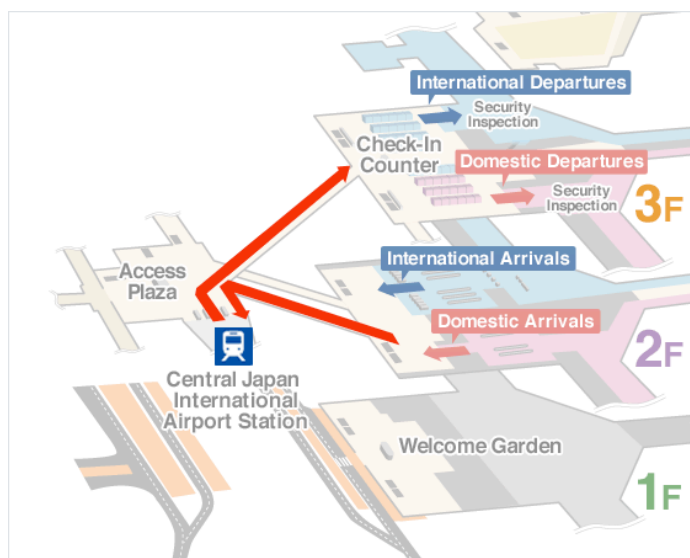 International Departures
Security
Inspection
Check-In
Counter
Domestic Departures
Security
Inspection
3F
International Arrivals
Access
Plaza
Domestic Arrivals
2F
Central Japan
International
Airport Station
Welcome Garden
1F